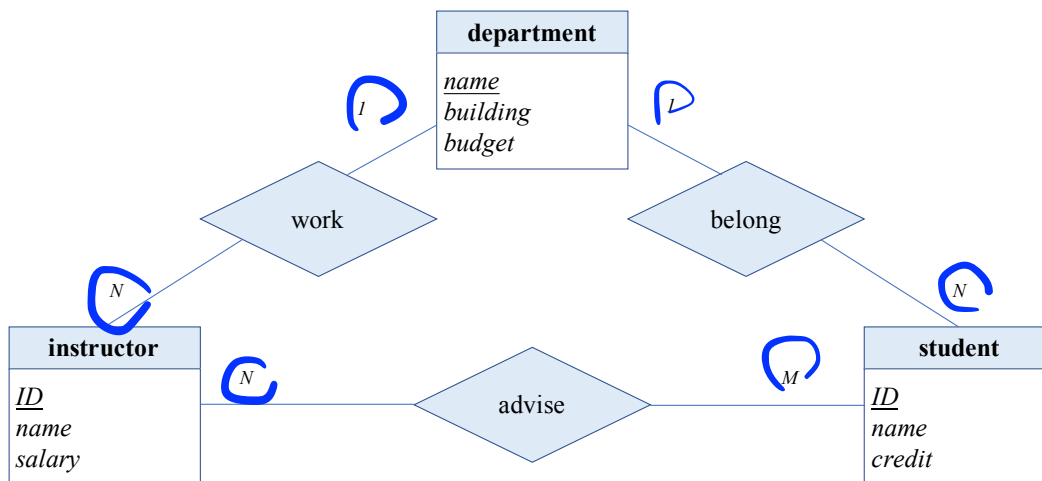 department
name
building
budget
1
1
work
belong
N
N
instructor
ID
name
salary
N
advise
M
student
ID
name
credit